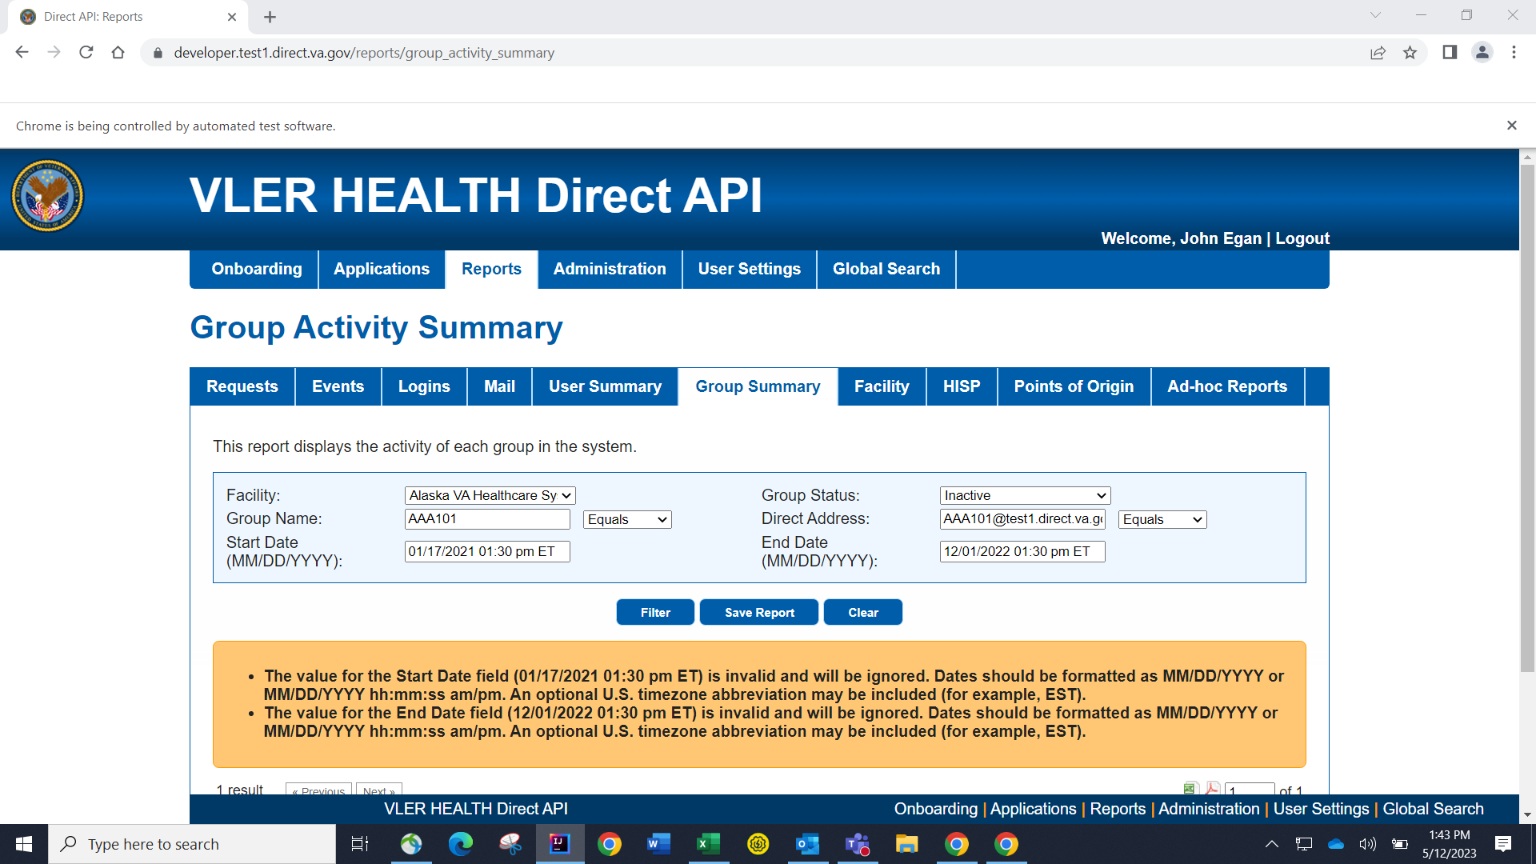 Direct API: Reports
developer.test1.direct.va.gov/reports/group_activity_summary
Chrome is being controlled by automated test software.
VLER HEALTH Direct API
Welcome, John Egan | Logout
Onboarding Applications Reports Administration User Settings Global Search
Group Activity Summary
Requests Events Logins Mail User Summary Group Summary Facility HISP Points of Origin Ad-hoc Reports
This report displays the activity of each group in the system.
Facility: Alaska VA Healthcare Sy Group Status: Inactive
Group Name: AAA101 Equals Direct Address: AAA101@test1.direct.va.g Equals
Start Date (MM/DD/YYYY): 01/17/2021 01:30 pm ET End Date (MM/DD/YYYY): 12/01/2022 01:30 pm ET
Filter Save Report Clear
• The value for the Start Date field (01/17/2021 01:30 pm ET) is invalid and will be ignored. Dates should be formatted as MM/DD/YYYY or
MM/DD/YYYY hh:mm:ss am/pm. An optional U.S. timezone abbreviation may be included (for example, EST).
• The value for the End Date field (12/01/2022 01:30 pm ET) is invalid and will be ignored. Dates should be formatted as MM/DD/YYYY or
MM/DD/YYYY hh:mm:ss am/pm. An optional U.S. timezone abbreviation may be included (for example, EST).
1 result « Previous Next » 1 of 1
VLER HEALTH Direct API Onboarding | Applications | Reports | Administration | User Settings | Global Search
Type here to search
1:43 PM
5/12/2023